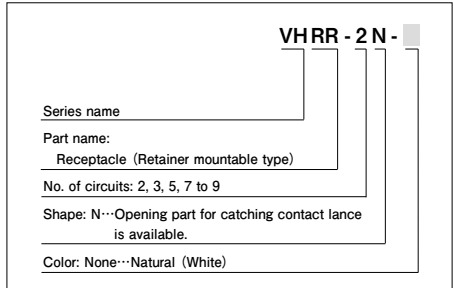 VHRR - 2 N -
Series name
Part name:
Receptacle (Retainer mountable type)
No. of circuits: 2, 3, 5, 7 to 9
Shape: N…Opening part for catching contact lance
is available.
Color: None…Natural (White)